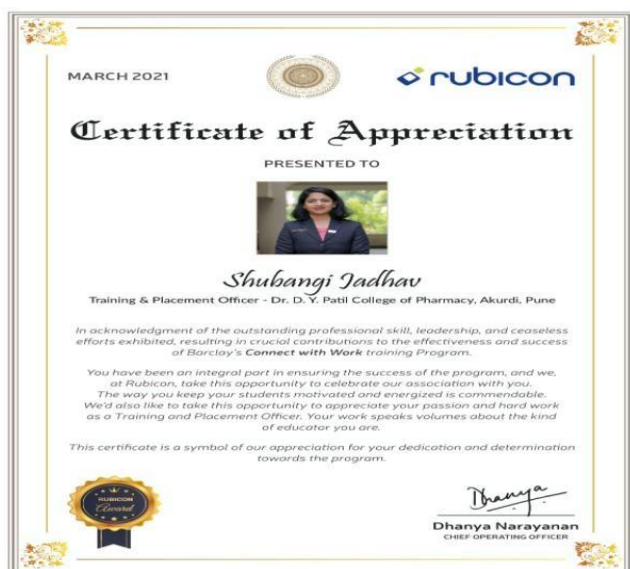 MARCH 2021
rubicon
Certificate of Appreciation
PRESENTED TO
Shubangi Jadhav
Training & Placement Officer - Dr. D. Y. Patil College of Pharmacy, Akurdi, Pune
In acknowledgment of the outstanding professional skill, leadership, and ceaseless
efforts exhibited, resulting in crucial contributions to the effectiveness and success
of Barclay's Connect with Work training Program.
You have been an integral part in ensuring the success of the program, and we,
at Rubicon, take this opportunity to celebrate our association with you.
The way you keep your students motivated and energized is commendable.
We'd also like to take this opportunity to appreciate your passion and hard work
as a Training and Placement Officer. Your work speaks volumes about the kind
of educator you are.
This certificate is a symbol of our appreciation for your dedication and determination
towards the program.
RUBICON
Award
Dhanya
Dhanya Narayanan
CHIEF OPERATING OFFICER